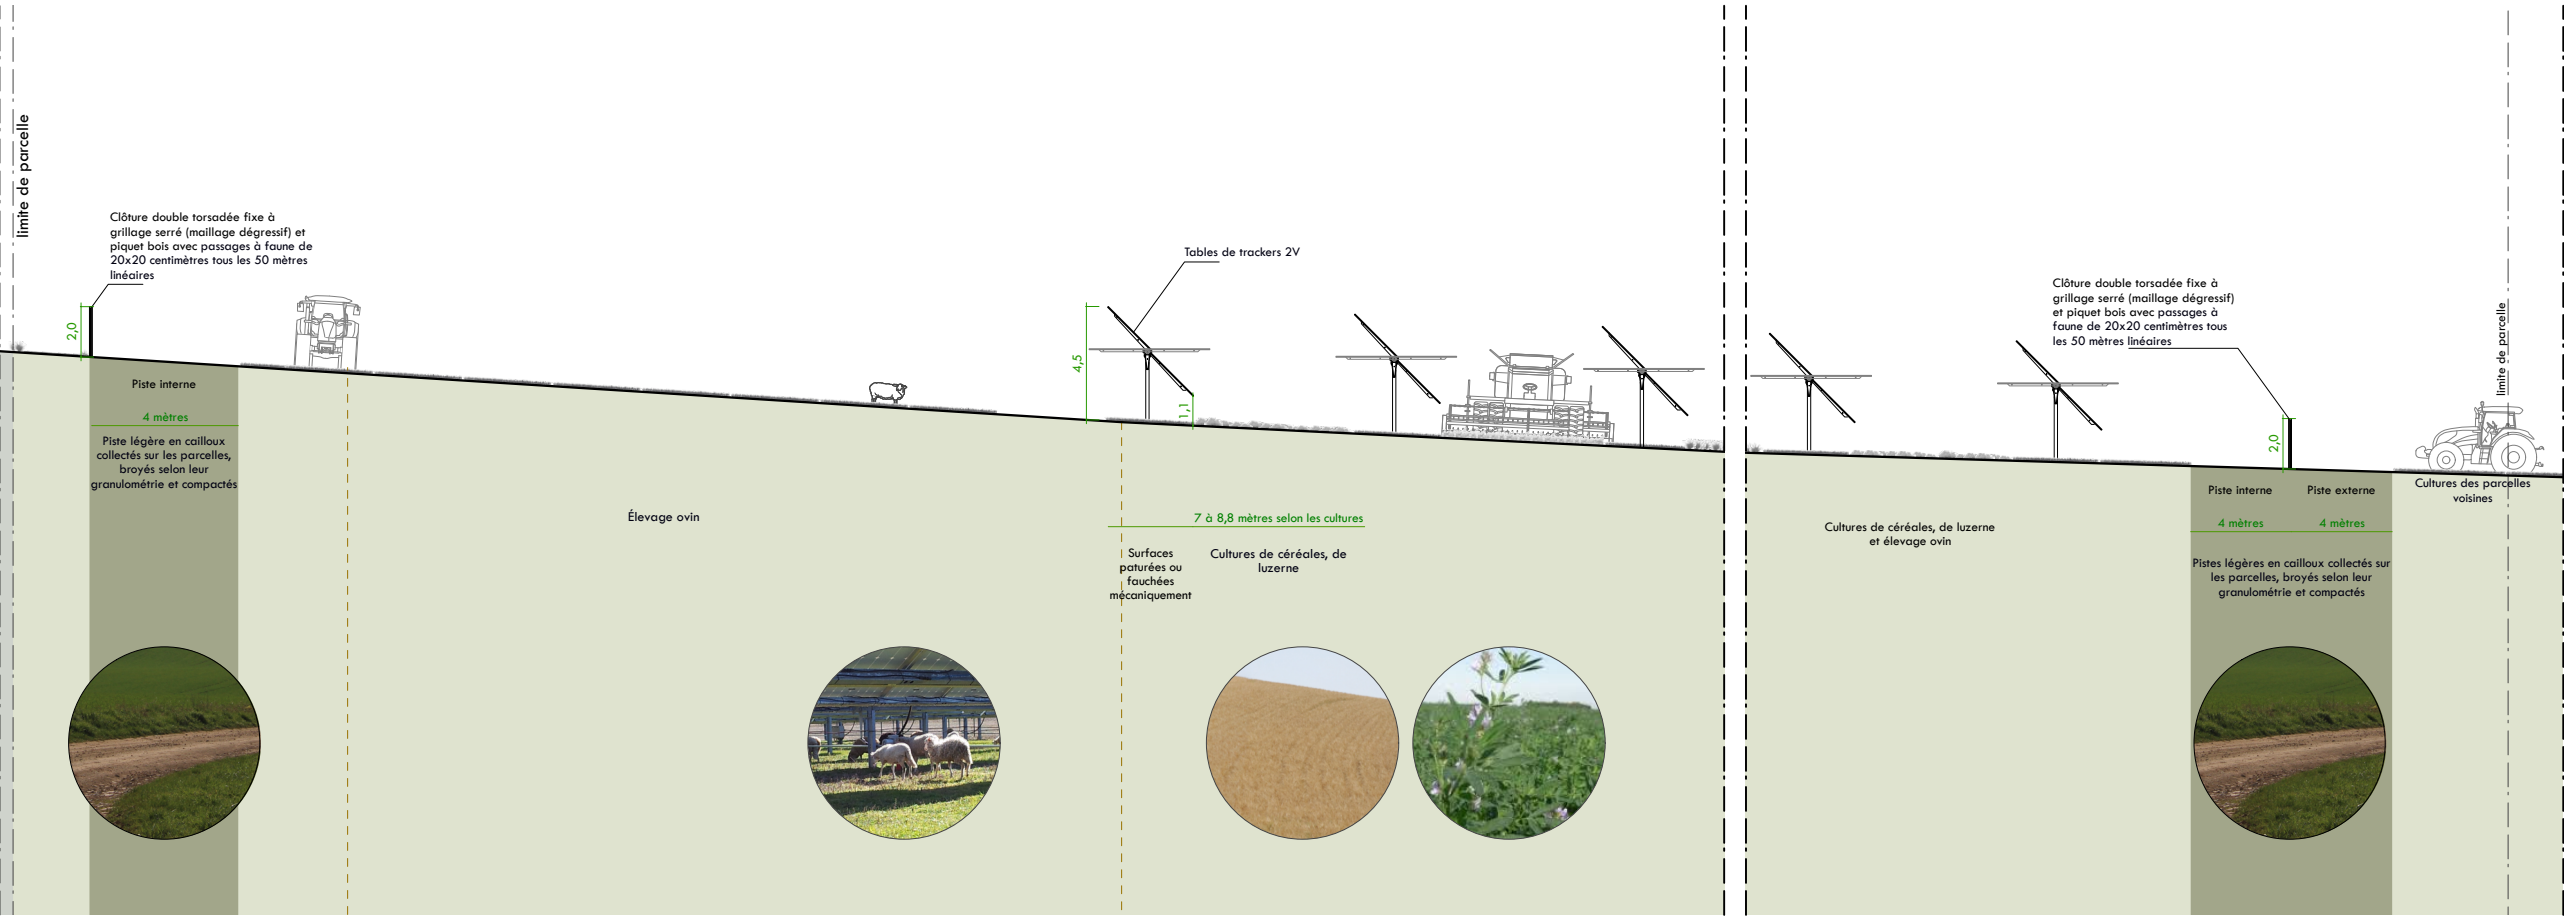 limite de parcelle
Clôture double torsadée fixe à
grillage serré (maillage dégressif) et
piquet bois avec passages à faune de
20x20 centimètres tous les 50 mètres
linéaires
2,0
Piste interne
4 mètres
Piste légère en cailloux
collectés sur les parcelles,
broyés selon leur
granulométrie et compactés
Élevage ovin
Tables de trackers 2V
4,5
1,1
7 à 8,8 mètres selon les cultures
Surfaces
paturées ou
fauchées
mécaniquement
Cultures de céréales, de
luzerne
Cultures de céréales, de luzerne
et élevage ovin
Clôture double torsadée fixe à
grillage serré (maillage dégressif)
et piquet bois avec passages à
faune de 20x20 centimètres tous
les 50 mètres linéaires
2,0
limite de parcelle
Piste interne
Piste externe
4 mètres
4 mètres
Pistes légères en cailloux collectés sur
les parcelles, broyés selon leur
granulométrie et compactés
Cultures des parcelles
voisines